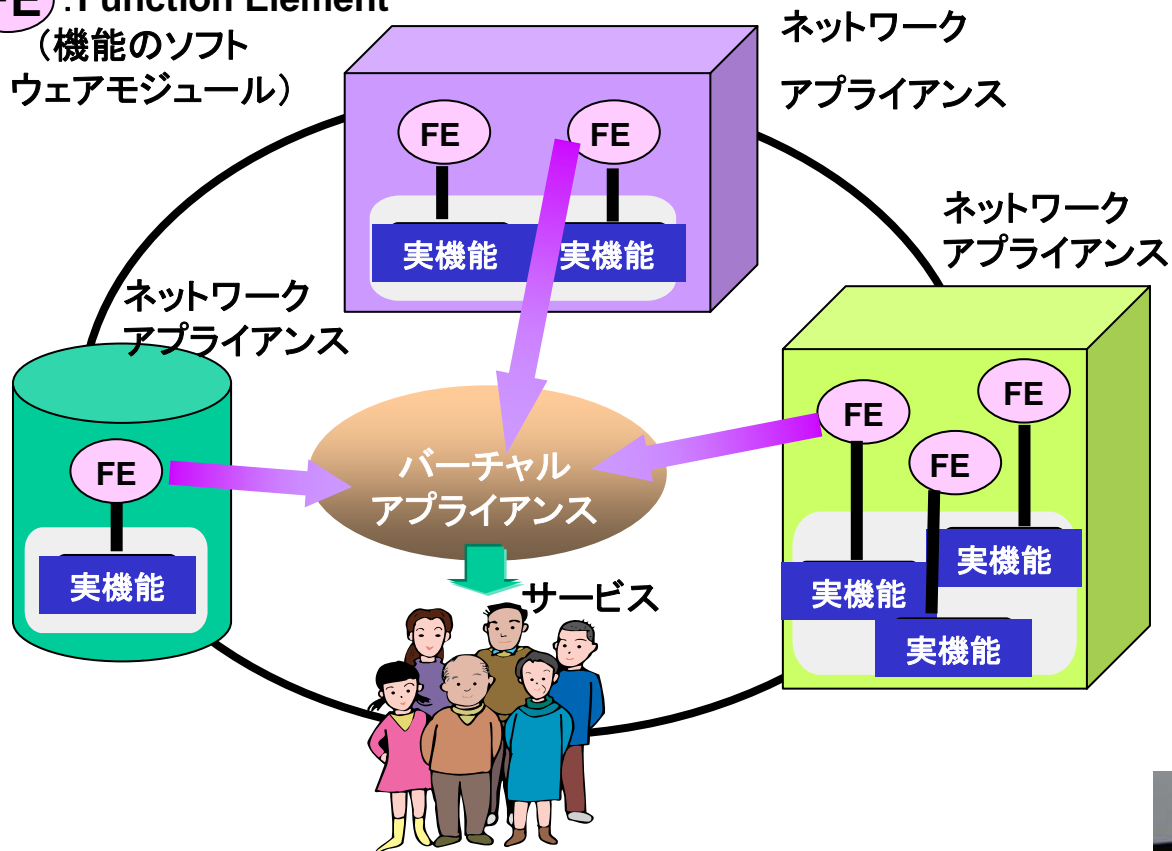 FE :Function Element
（機能のソフト
ウェアモジュール）
ネットワーク
アプライアンス
FE
FE
実機能
実機能
ネットワーク
アプライアンス
ネットワーク
アプライアンス
FE
実機能
バーチャル
アプライアンス
FE
FE
FE
実機能
実機能
実機能
サービス